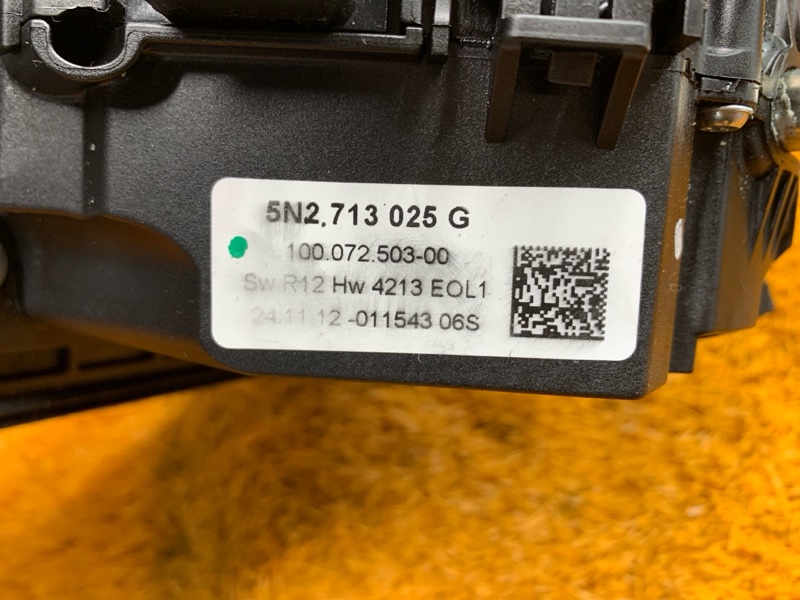 5N2.713 025 G
100.072.503-00
Sw R12 Hw 4213 EOL1
24.11.12 -011543 06S